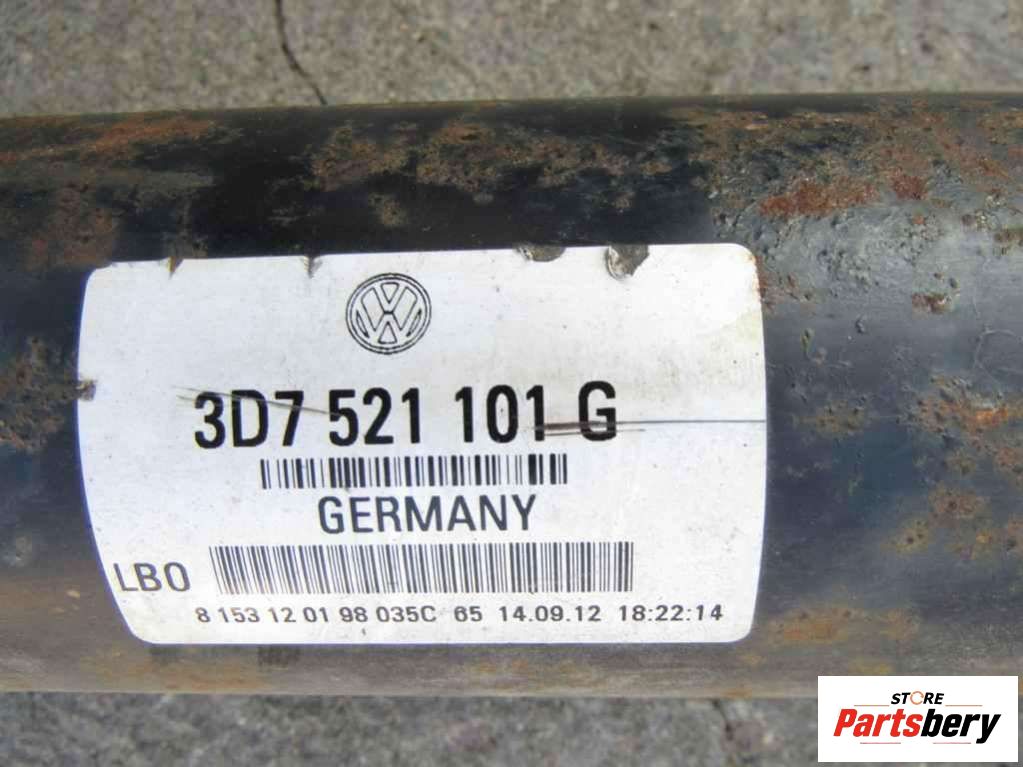 3D7 521 101 G
GERMANY
LB0
8 153 12 01 98 035C 65 14.09.12 18:22:14
STORE
Partsbery